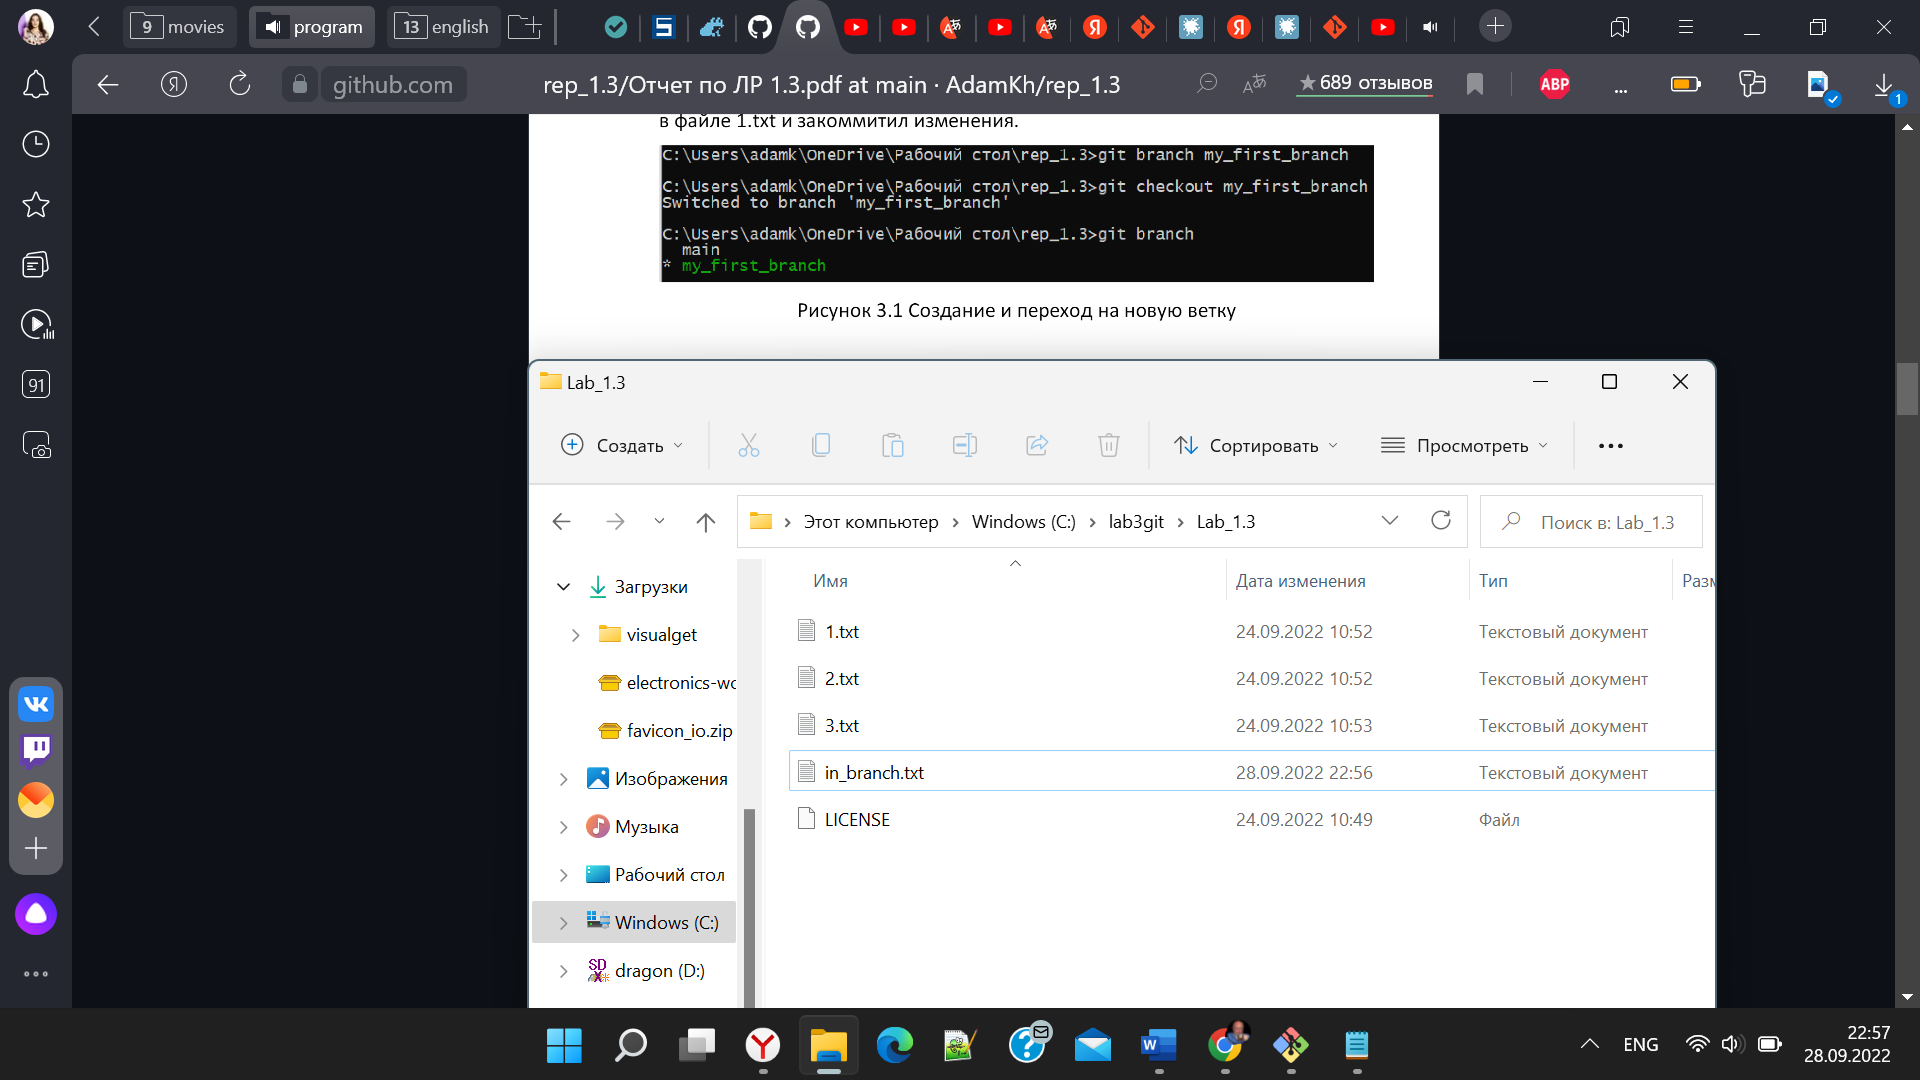 9 movies
program
13 english
github.com
rep_1.3/Отчет по ЛР 1.3.pdf at main · AdamKh/rep_1.3
★ 689 отзывов
ABP
...
1
91
в файле 1.txt и закоммитил изменения.
C:\Users\adamk\OneDrive\Рабочий стол\rep_1.3>git branch my_first_branch
C:\Users\adamk\OneDrive\Рабочий стол\rep_1.3>git checkout my_first_branch
Switched to branch 'my_first_branch'
C:\Users\adamk\OneDrive\Рабочий стол\rep_1.3>git branch
main
* my_first_branch
Рисунок 3.1 Создание и переход на новую ветку
Lab_1.3
Создать
Сортировать
Просмотреть
Этот компьютер › Windows (C:) › lab3git › Lab_1.3
Поиск в: Lab_1.3
Загрузки
visualget
electronics-wo
favicon_io.zip
Изображения
Музыка
Рабочий стол
Windows (C:)
dragon (D:)
Имя Дата изменения Тип Разм
1.txt 24.09.2022 10:52 Текстовый документ
2.txt 24.09.2022 10:52 Текстовый документ
3.txt 24.09.2022 10:53 Текстовый документ
in_branch.txt 28.09.2022 22:56 Текстовый документ
LICENSE 24.09.2022 10:49 Файл
ENG
22:57
28.09.2022